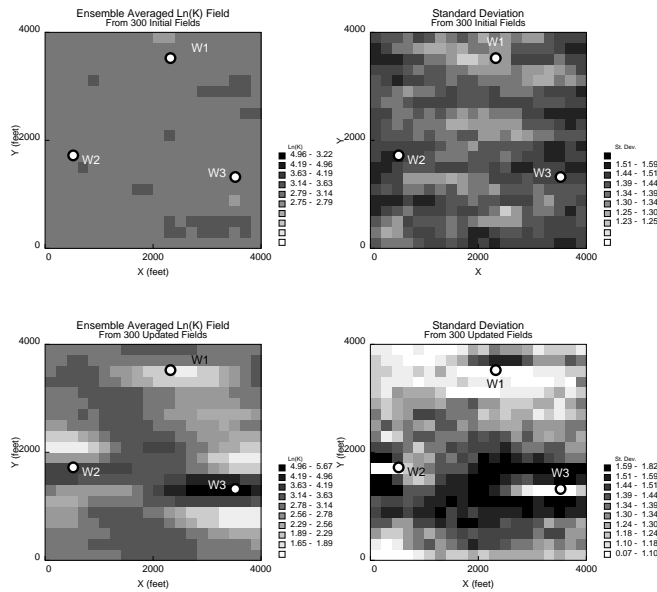 Ensemble Averaged Ln(K) Field
From 300 Initial Fields
4000
2000
0
Y (feet)
W1
W2
W3
0
2000
4000
X (feet)
Ln(K)
4.96 - 3.22
4.19 - 4.96
3.63 - 4.19
3.14 - 3.63
2.79 - 3.14
2.75 - 2.79
Standard Deviation
From 300 Initial Fields
4000
2000
0
Y (feet)
W1
W2
W3
0
2000
4000
X
St. Dev.
1.51 - 1.59
1.44 - 1.51
1.39 - 1.44
1.34 - 1.39
1.30 - 1.34
1.25 - 1.30
1.23 - 1.25
Ensemble Averaged Ln(K) Field
From 300 Updated Fields
4000
2000
0
Y (feet)
W1
W2
W3
0
2000
4000
X (feet)
Ln(K)
4.96 - 5.67
4.19 - 4.96
3.63 - 4.19
3.14 - 3.63
2.78 - 3.14
2.56 - 2.78
2.29 - 2.56
1.89 - 2.29
1.65 - 1.89
Standard Deviation
From 300 Updated Fields
4000
2000
0
Y (feet)
W1
W2
W3
0
2000
4000
X (feet)
St. Dev.
1.59 - 1.82
1.51 - 1.59
1.44 - 1.51
1.39 - 1.44
1.34 - 1.39
1.30 - 1.34
1.24 - 1.30
1.18 - 1.24
1.10 - 1.18
0.07 - 1.10